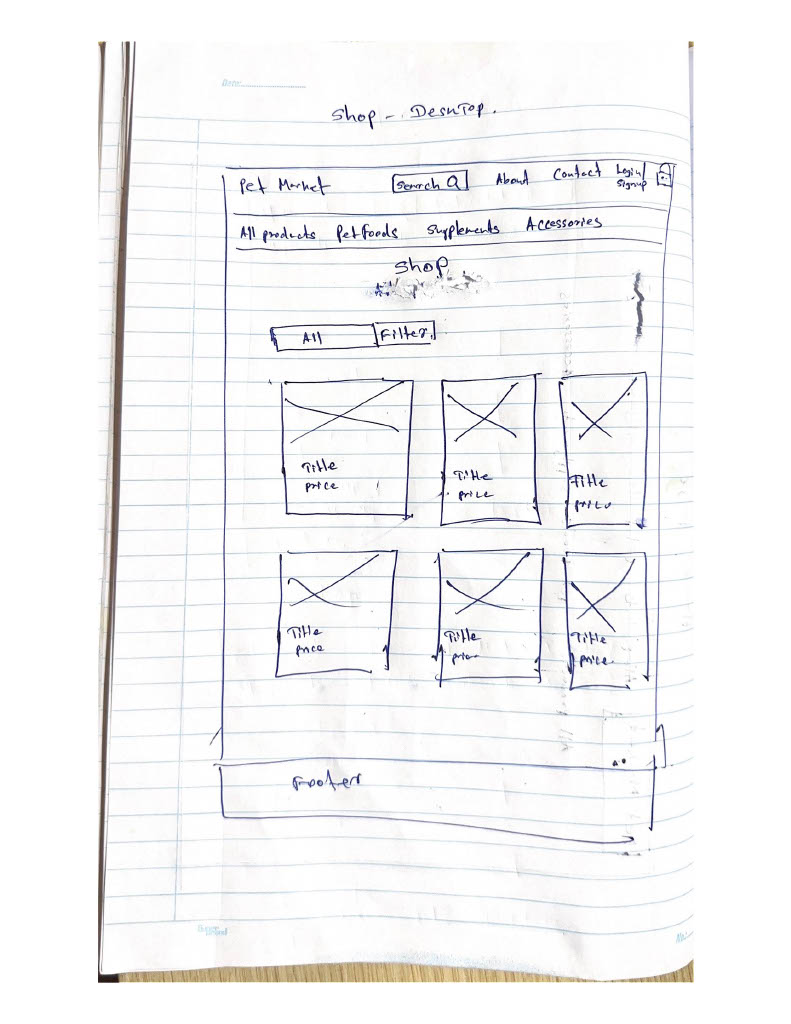 Date:
Shop - DeskTop.
Pet Market Search Q About Contact Login/
Signup
All products Pet foods Supplements Accessories
Shop
All Filter
Title Title Title
price price price
Title Title Title
price price price
Footer
No: